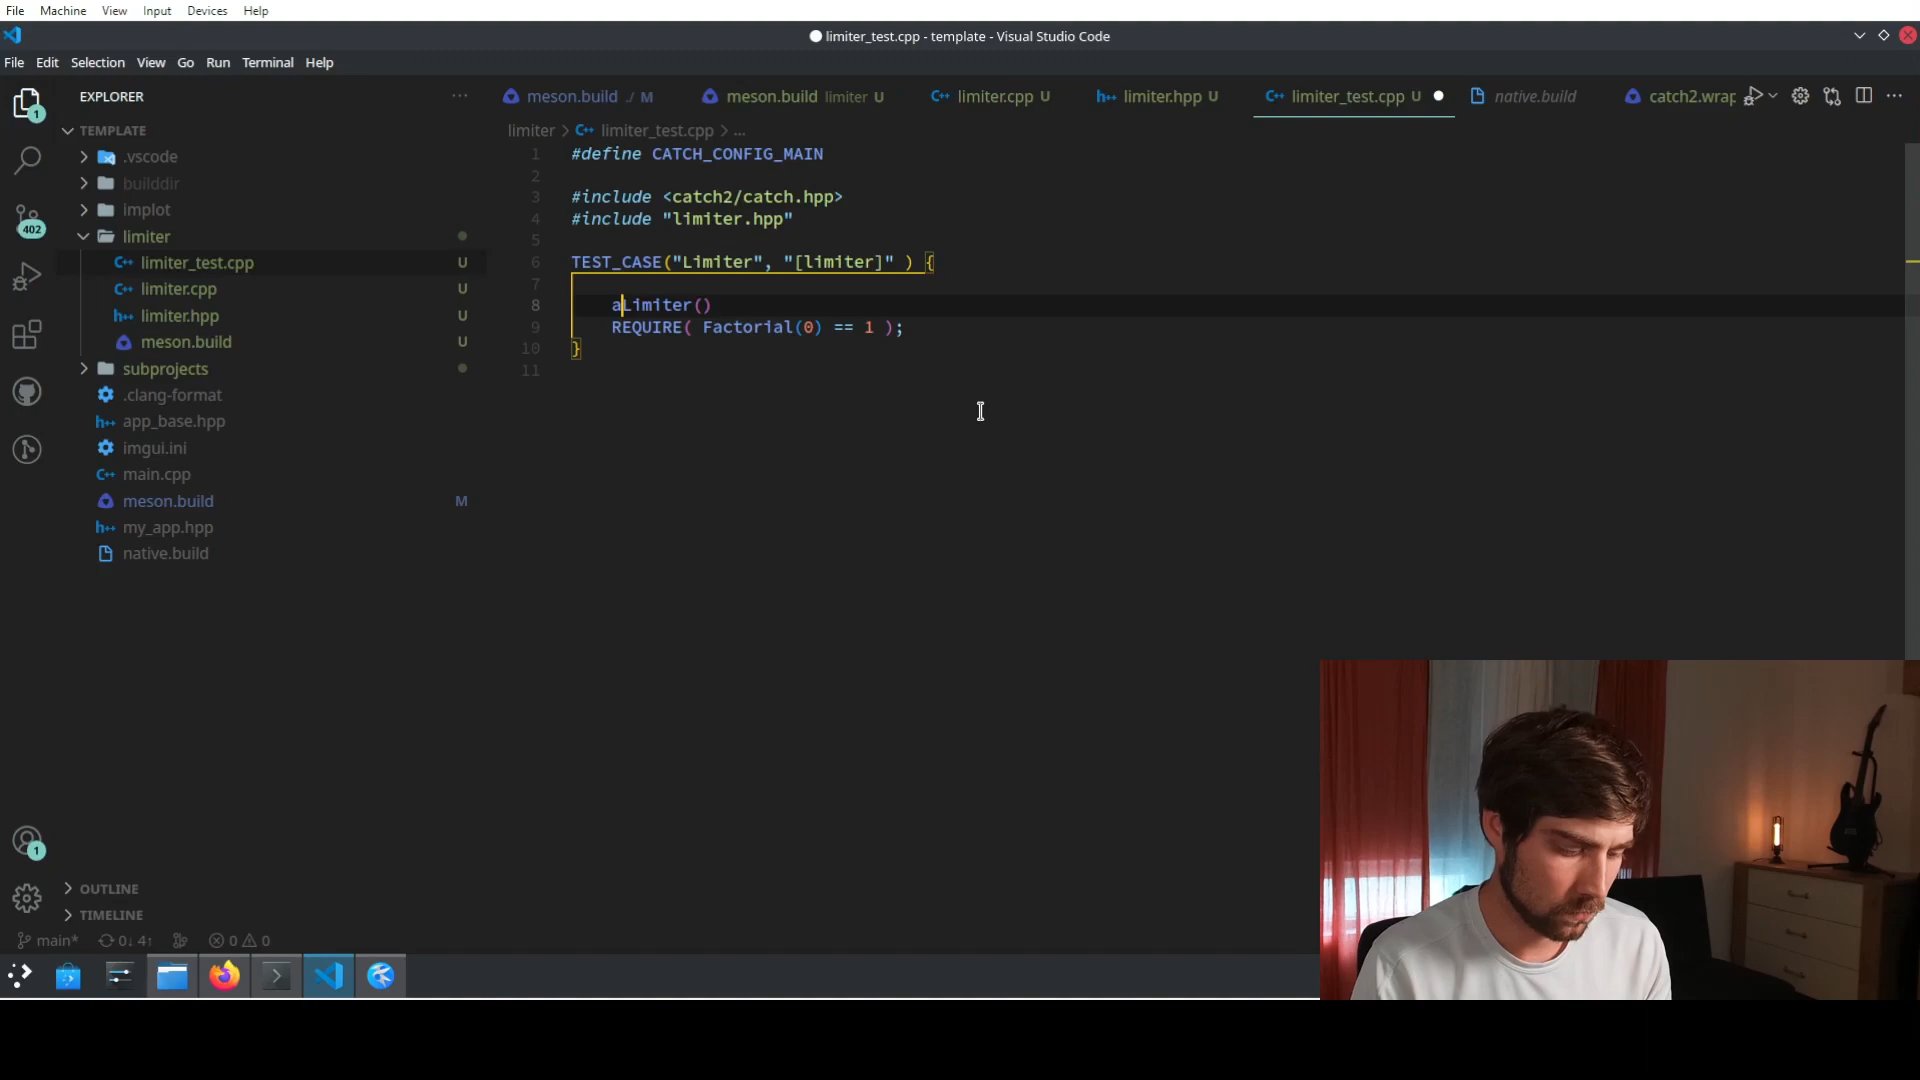 File Machine View Input Devices Help
limiter_test.cpp - template - Visual Studio Code
File Edit Selection View Go Run Terminal Help
EXPLORER
meson.build ./ M
meson.build limiter U
limiter.cpp U
limiter.hpp U
limiter_test.cpp U
native.build
catch2.wrap
TEMPLATE
.vscode
builddir
implot
limiter
limiter_test.cpp U
limiter.cpp U
limiter.hpp U
meson.build U
subprojects
.clang-format
app_base.hpp
imgui.ini
main.cpp
meson.build M
my_app.hpp
native.build
OUTLINE
TIMELINE
1
402
1
limiter > limiter_test.cpp > ...
1 #define CATCH_CONFIG_MAIN
2
3 #include <catch2/catch.hpp>
4 #include "limiter.hpp"
5
6 TEST_CASE("Limiter", "[limiter]" ) {
7
8 aLimiter()
9 REQUIRE( Factorial(0) == 1 );
10 }
11
main* 0↓ 4↑ 0 0